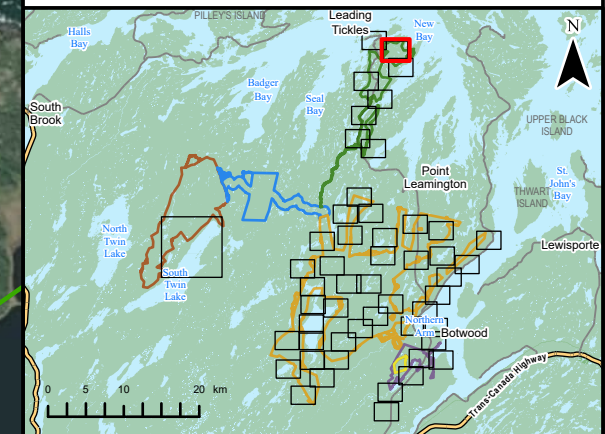 PILLEY'S ISLAND
Leading
Tickles
New
Bay
Halls
Bay
N
Badger
Bay
Seal
Bay
South
Brook
UPPER BLACK
ISLAND
Point
Leamington
St.
John's
Bay
THWART
ISLAND
North
Twin
Lake
Lewisporte
South
Twin
Lake
Northern
Arm
Botwood
Trans-Canada Highway
0 5 10 20 km